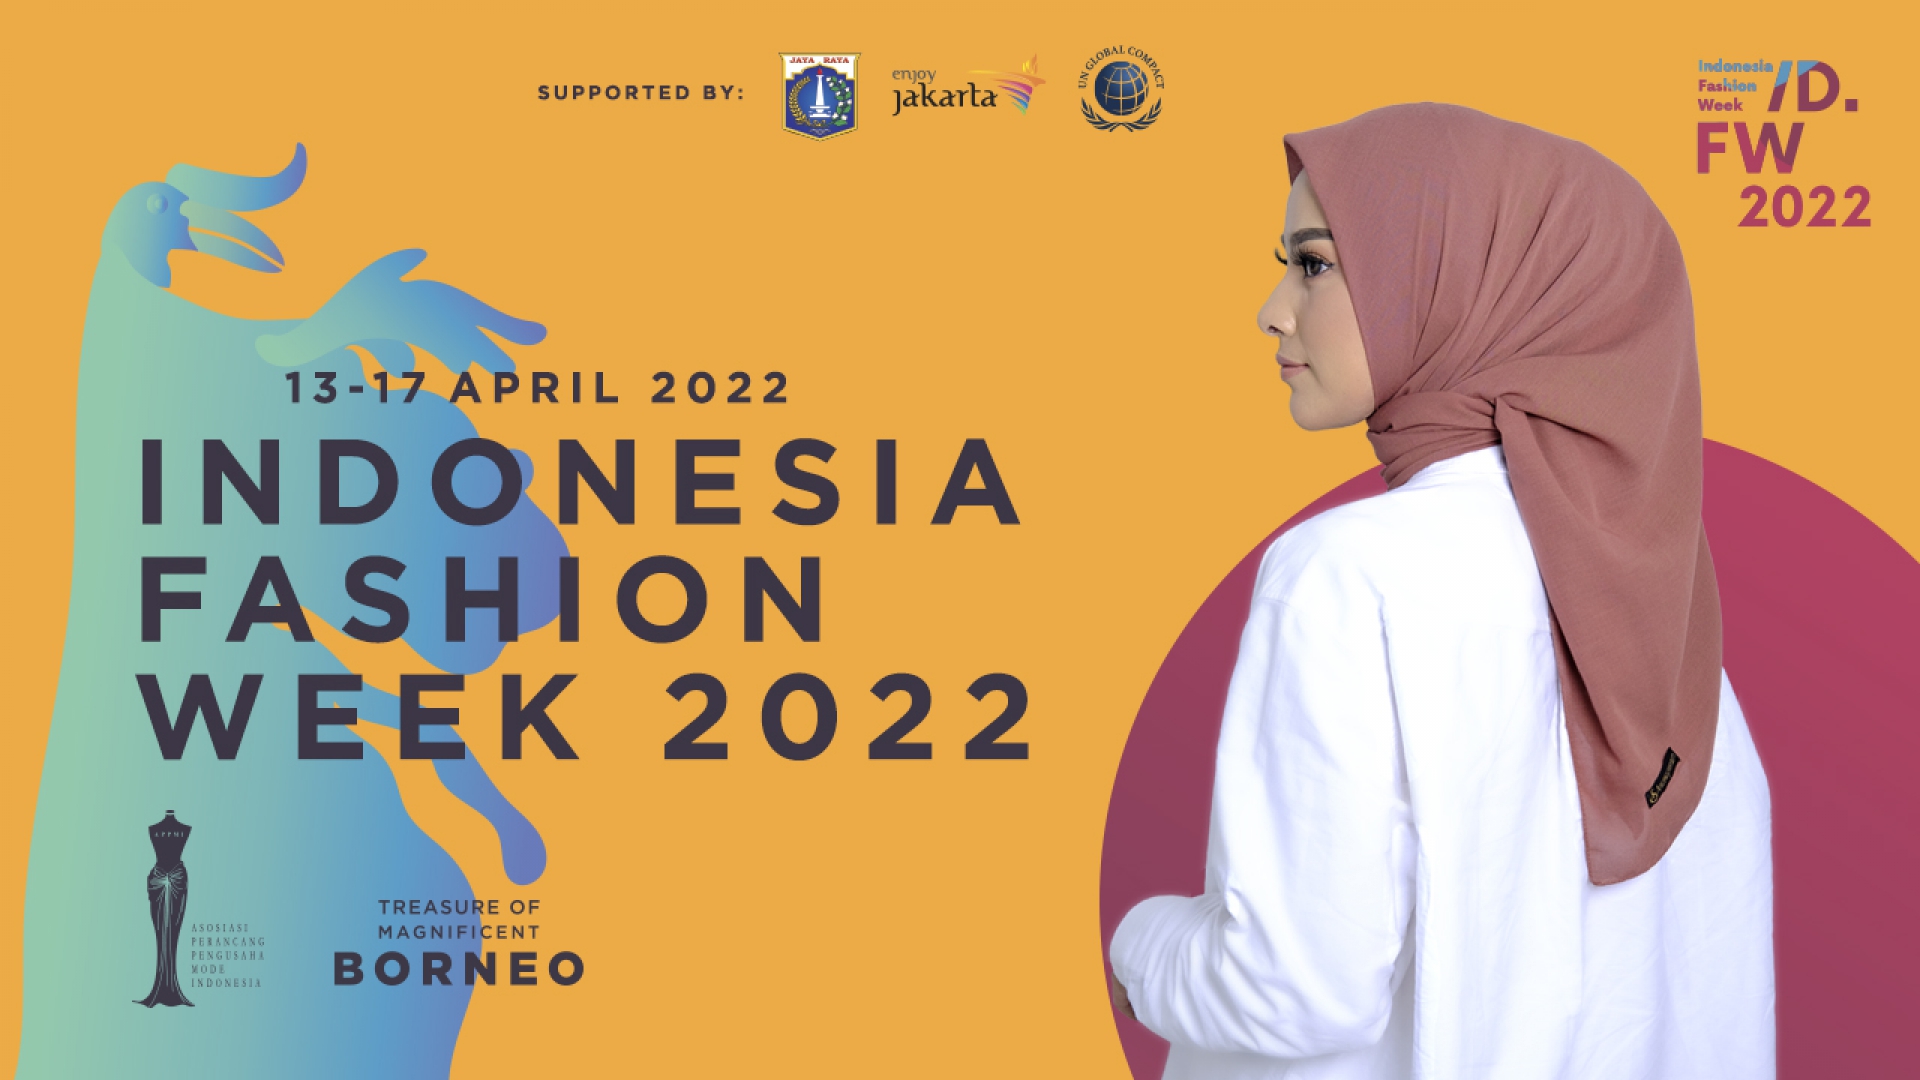 SUPPORTED BY:
JAYA RAYA
enjoy
jakarta
UN GLOBAL COMPACT
Indonesia
Fashion
Week
ID.
FW
2022
13-17 APRIL 2022
INDONESIA
FASHION
WEEK 2022
APPMI
ASOSIASI
PERANCANG
PENGUSAHA
MODE
INDONESIA
TREASURE OF
MAGNIFICENT
BORNEO